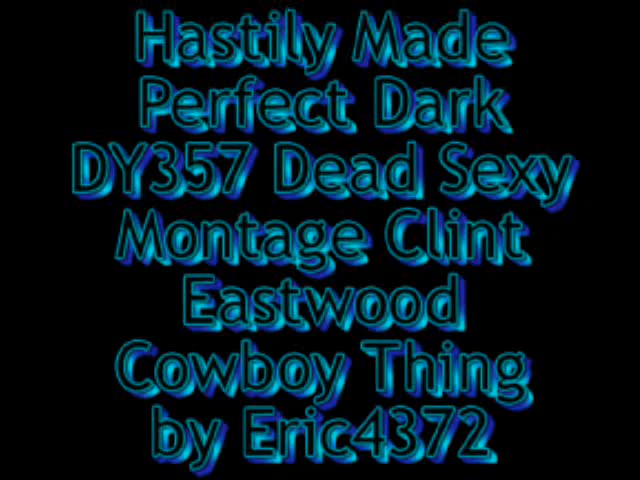 Hastily Made
Perfect Dark
DY357 Dead Sexy
Montage Clint
Eastwood
Cowboy Thing
by Eric4372